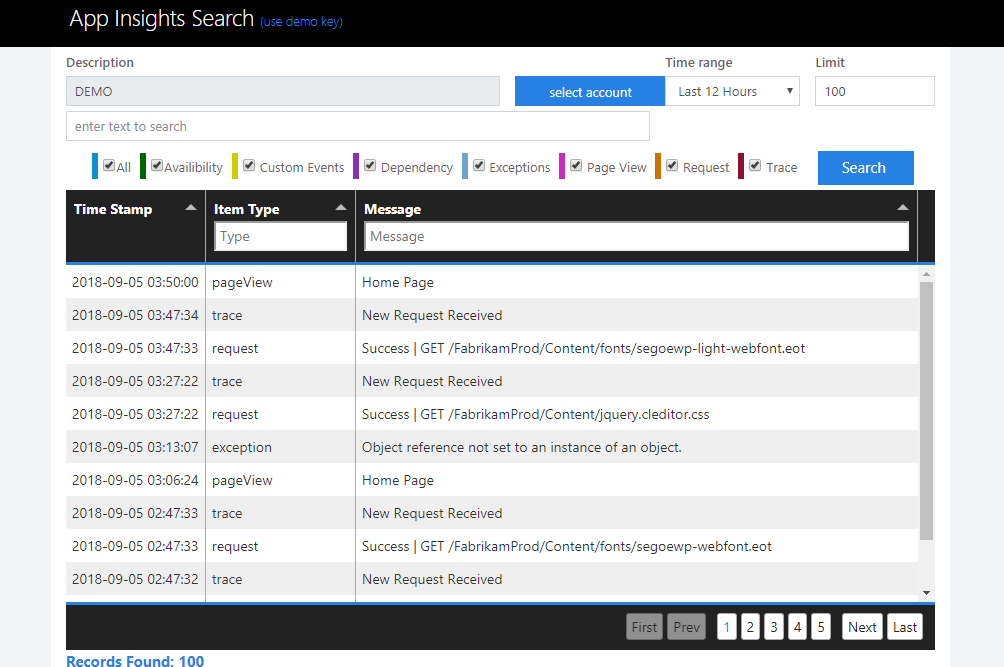 App Insights Search (use demo key)
Description Time range Limit
DEMO select account Last 12 Hours 100
enter text to search
All Availibility Custom Events Dependency Exceptions Page View Request Trace Search
Time Stamp Item Type Message
Type Message
2018-09-05 03:50:00 pageView Home Page
2018-09-05 03:47:34 trace New Request Received
2018-09-05 03:47:33 request Success | GET /FabrikamProd/Content/fonts/segoewp-light-webfont.eot
2018-09-05 03:27:22 trace New Request Received
2018-09-05 03:27:22 request Success | GET /FabrikamProd/Content/jquery.cleditor.css
2018-09-05 03:13:07 exception Object reference not set to an instance of an object.
2018-09-05 03:06:24 pageView Home Page
2018-09-05 02:47:33 trace New Request Received
2018-09-05 02:47:33 request Success | GET /FabrikamProd/Content/fonts/segoewp-webfont.eot
2018-09-05 02:47:32 trace New Request Received
First Prev 1 2 3 4 5 Next Last
Records Found: 100